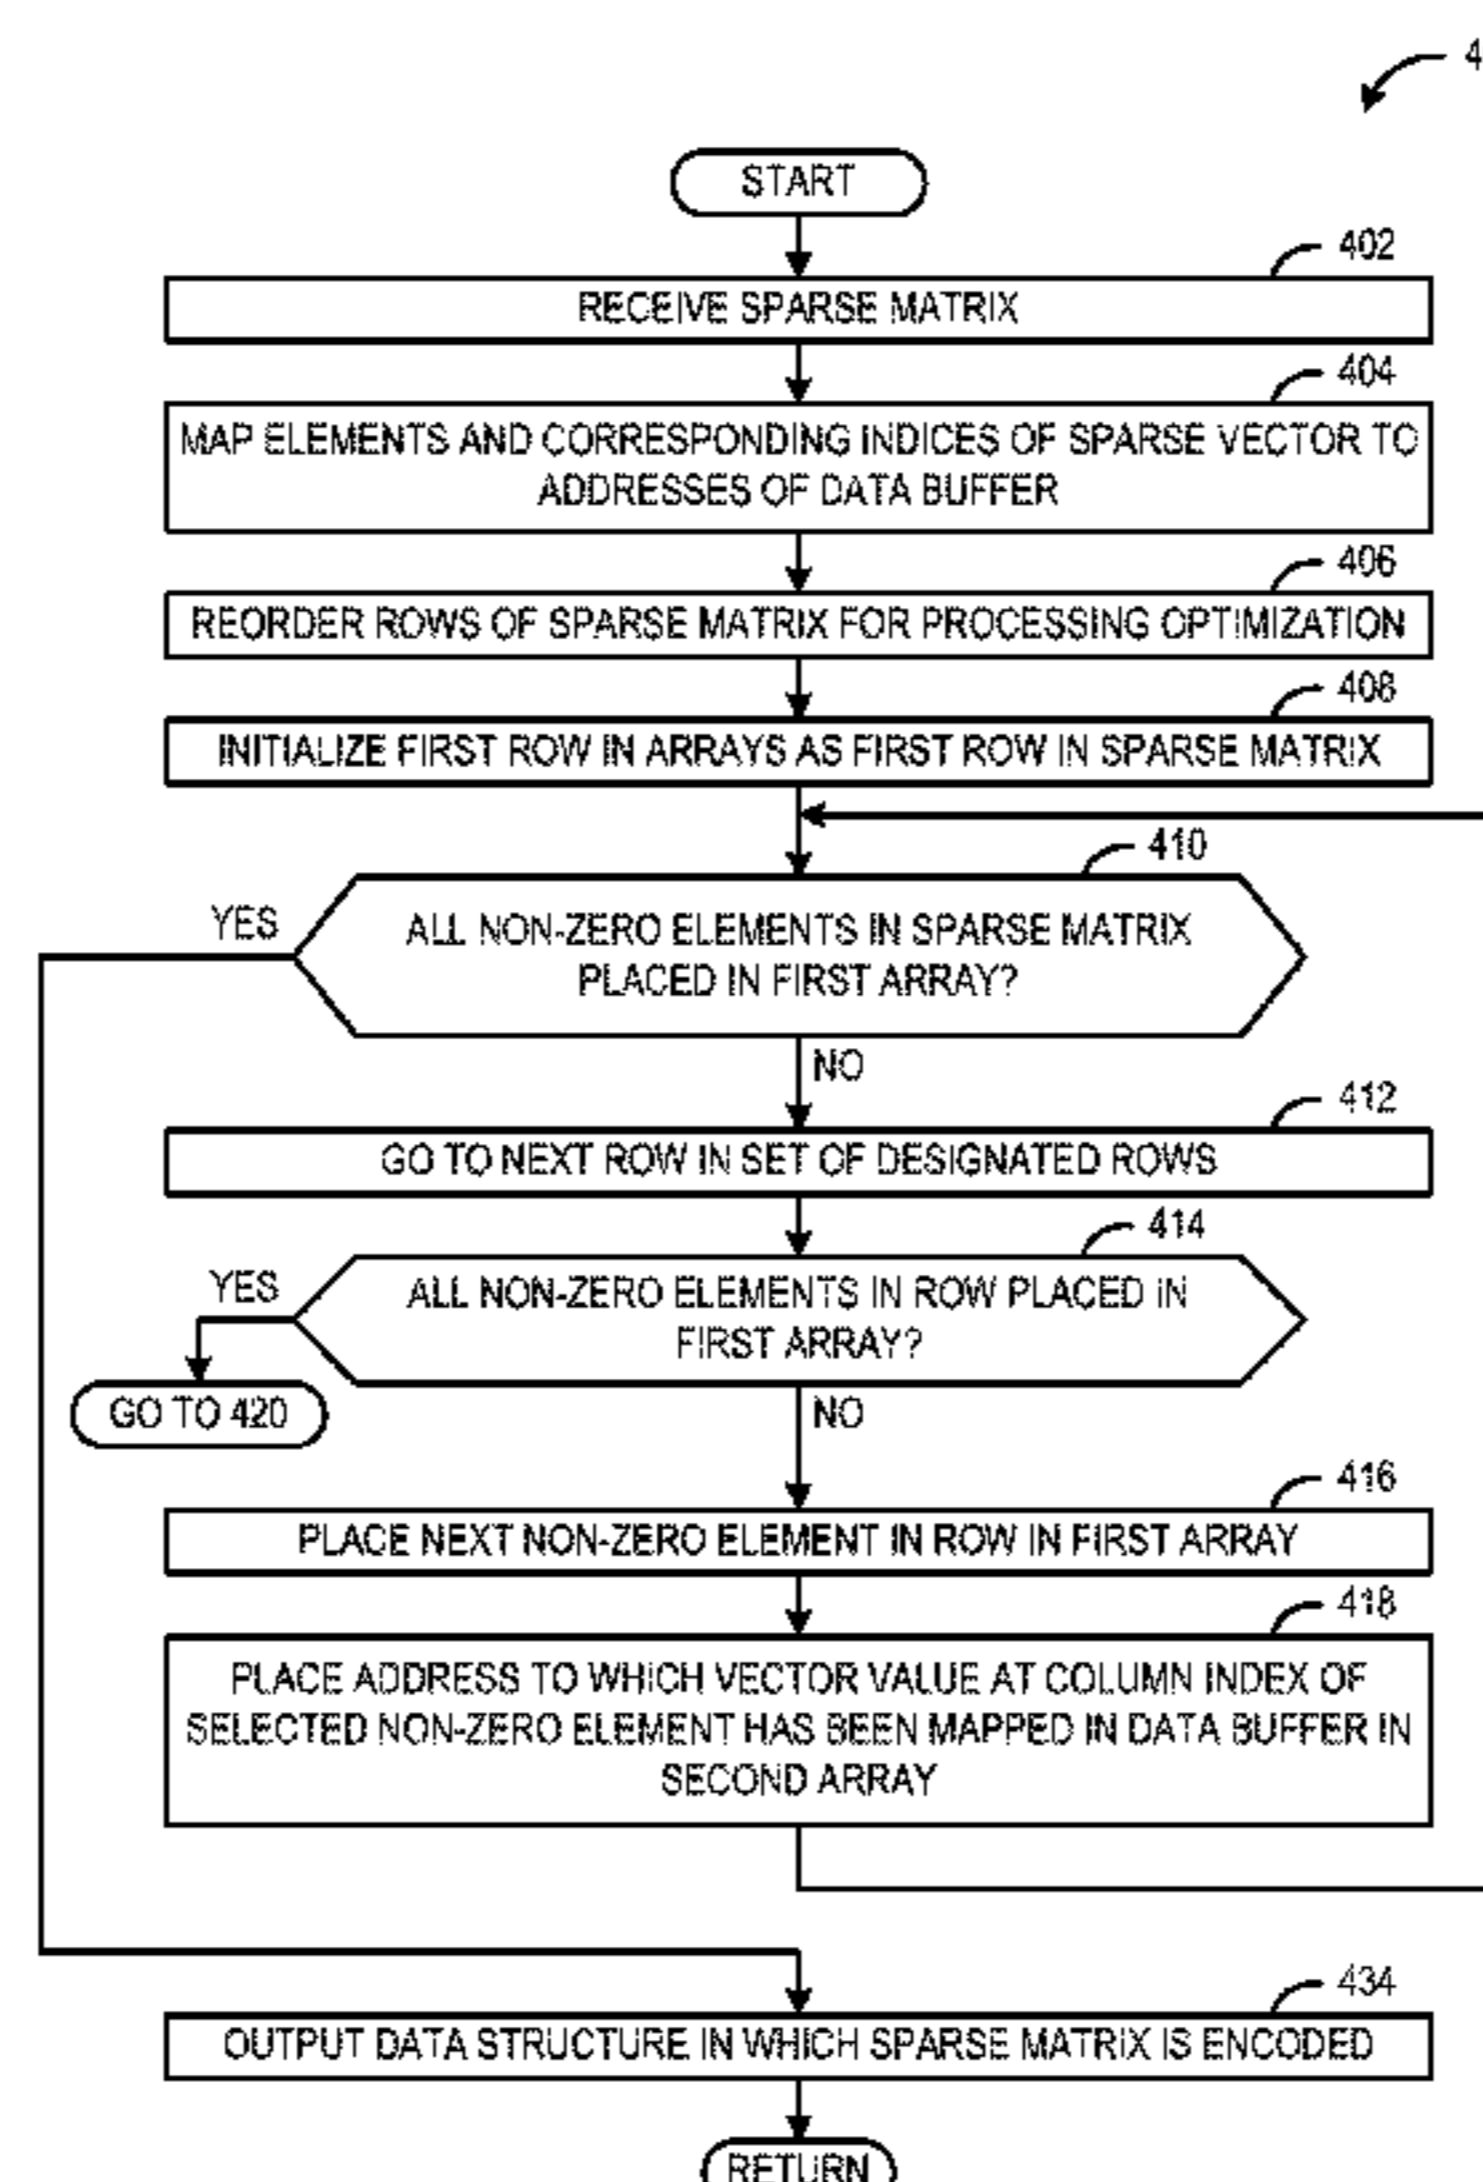 4
START
402
RECEIVE SPARSE MATRIX
404
MAP ELEMENTS AND CORRESPONDING INDICES OF SPARSE VECTOR TO
ADDRESSES OF DATA BUFFER
406
REORDER ROWS OF SPARSE MATRIX FOR PROCESSING OPTIMIZATION
408
INITIALIZE FIRST ROW IN ARRAYS AS FIRST ROW IN SPARSE MATRIX
410
YES
ALL NON-ZERO ELEMENTS IN SPARSE MATRIX
PLACED IN FIRST ARRAY?
NO
412
GO TO NEXT ROW IN SET OF DESIGNATED ROWS
414
YES
ALL NON-ZERO ELEMENTS IN ROW PLACED IN
FIRST ARRAY?
GO TO 420
NO
416
PLACE NEXT NON-ZERO ELEMENT IN ROW IN FIRST ARRAY
418
PLACE ADDRESS TO WHICH VECTOR VALUE AT COLUMN INDEX OF
SELECTED NON-ZERO ELEMENT HAS BEEN MAPPED IN DATA BUFFER IN
SECOND ARRAY
434
OUTPUT DATA STRUCTURE IN WHICH SPARSE MATRIX IS ENCODED
RETURN